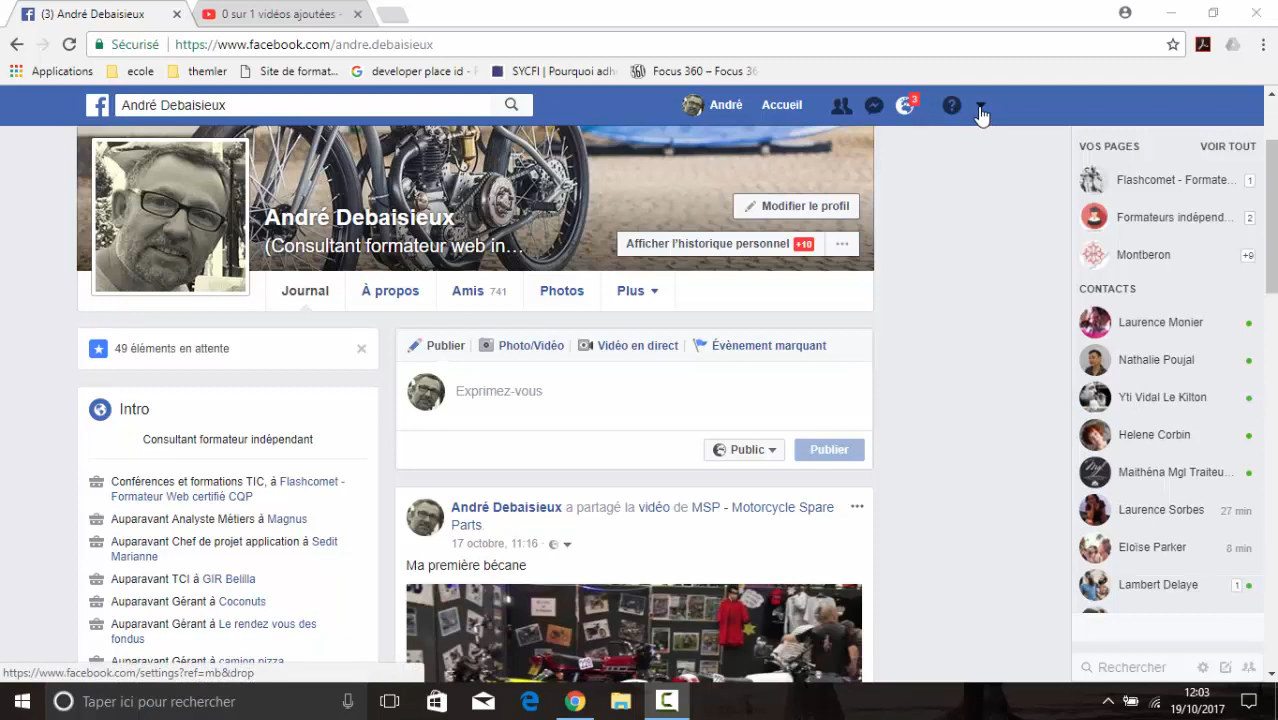 (3) André Debaisieux
0 sur 1 vidéos ajoutées -
Sécurisé https://www.facebook.com/andre.debaisieux
Applications ecole themler Site de format... developer place id - SYCFI | Pourquoi adh Focus 360 – Focus 36
André Debaisieux
André Accueil 3
VOS PAGES VOIR TOUT
Flashcomet - Formate... 1
Formateurs indépend... 2
Montberon +9
CONTACTS
Laurence Monier
Nathalie Poujal
Yti Vidal Le Kilton
Helene Corbin
Maithéna Mgl Traiteu...
Laurence Sorbes 27 min
Eloïse Parker 8 min
Lambert Delaye 1
Rechercher
Modifier le profil
André Debaisieux
(Consultant formateur web in...
Afficher l'historique personnel +10
Journal À propos Amis 741 Photos Plus
49 éléments en attente
Intro
Consultant formateur indépendant
Conférences et formations TIC, à Flashcomet -
Formateur Web certifié CQP
Auparavant Analyste Métiers à Magnus
Auparavant Chef de projet application à Sedit
Marianne
Auparavant TCI à GIR Belilla
Auparavant Gérant à Coconuts
Auparavant Gérant à Le rendez vous des
fondus
Auparavant Gérant à camion pizza
Publier Photo/Vidéo Vidéo en direct Évènement marquant
Exprimez-vous
Public Publier
André Debaisieux a partagé la vidéo de MSP - Motorcycle Spare
Parts.
17 octobre, 11:16
Ma première bécane
https://www.facebook.com/settings?ref=mb&drop
Taper ici pour rechercher
12:03
19/10/2017